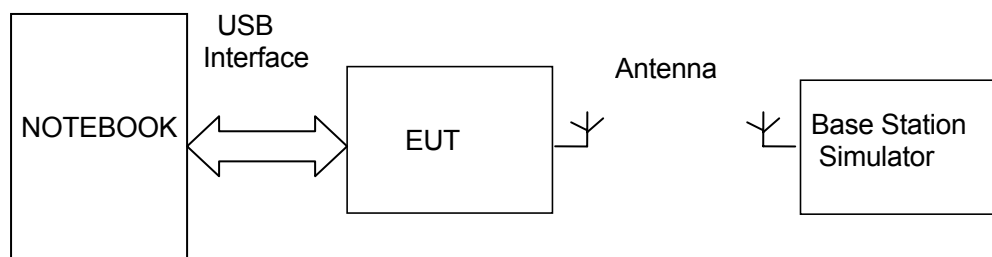 USB
Interface
Antenna
NOTEBOOK
EUT
Base Station
Simulator